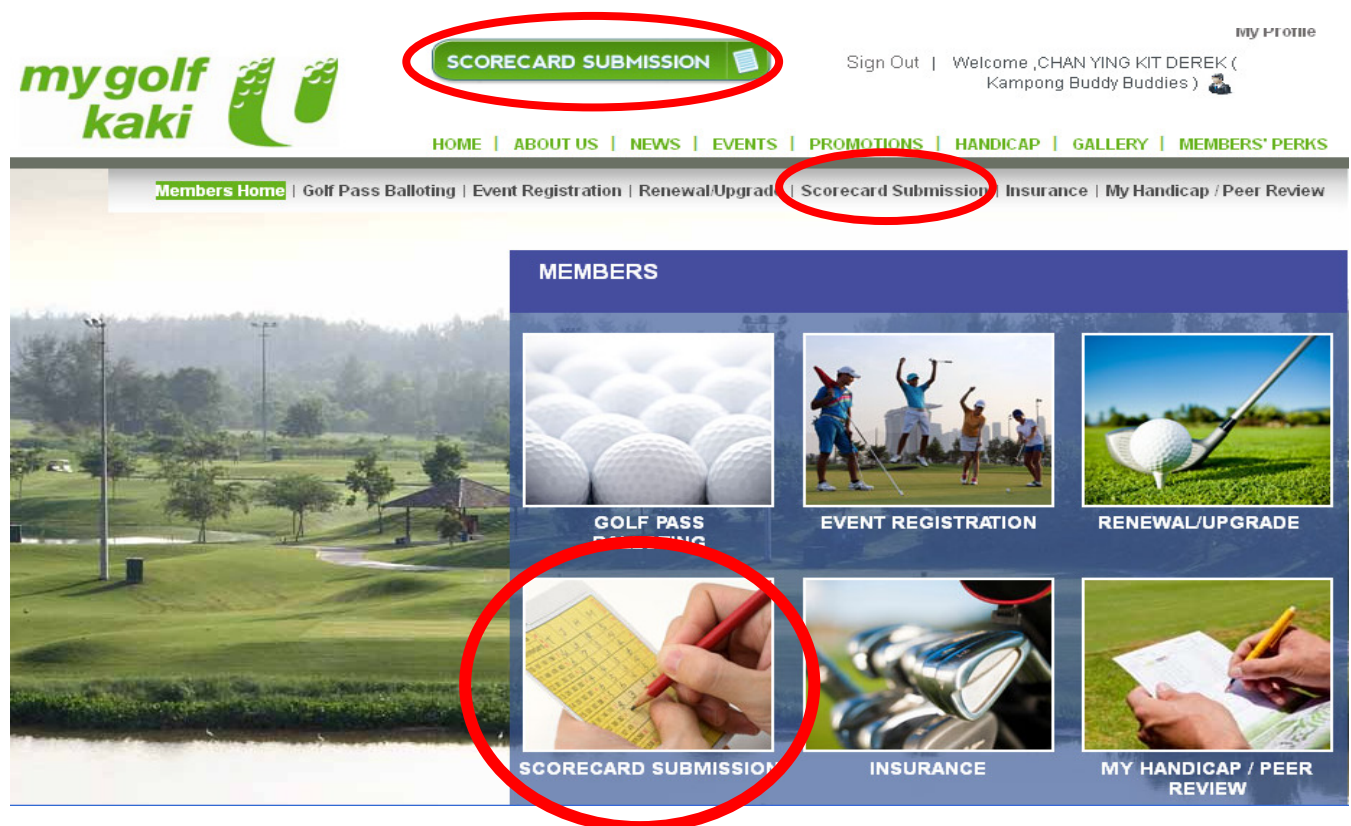 My Profile
SCORECARD SUBMISSION
Sign Out | Welcome ,CHAN YING KIT DEREK (
Kampong Buddy Buddies )
my golf
kaki
HOME | ABOUT US | NEWS | EVENTS | PROMOTIONS | HANDICAP | GALLERY | MEMBERS' PERKS
Members Home | Golf Pass Balloting | Event Registration | Renewal/Upgrade | Scorecard Submission | Insurance | My Handicap / Peer Review
MEMBERS
GOLF PASS
BALLOTING
EVENT REGISTRATION
RENEWAL/UPGRADE
SCORECARD SUBMISSION
INSURANCE
MY HANDICAP / PEER
REVIEW